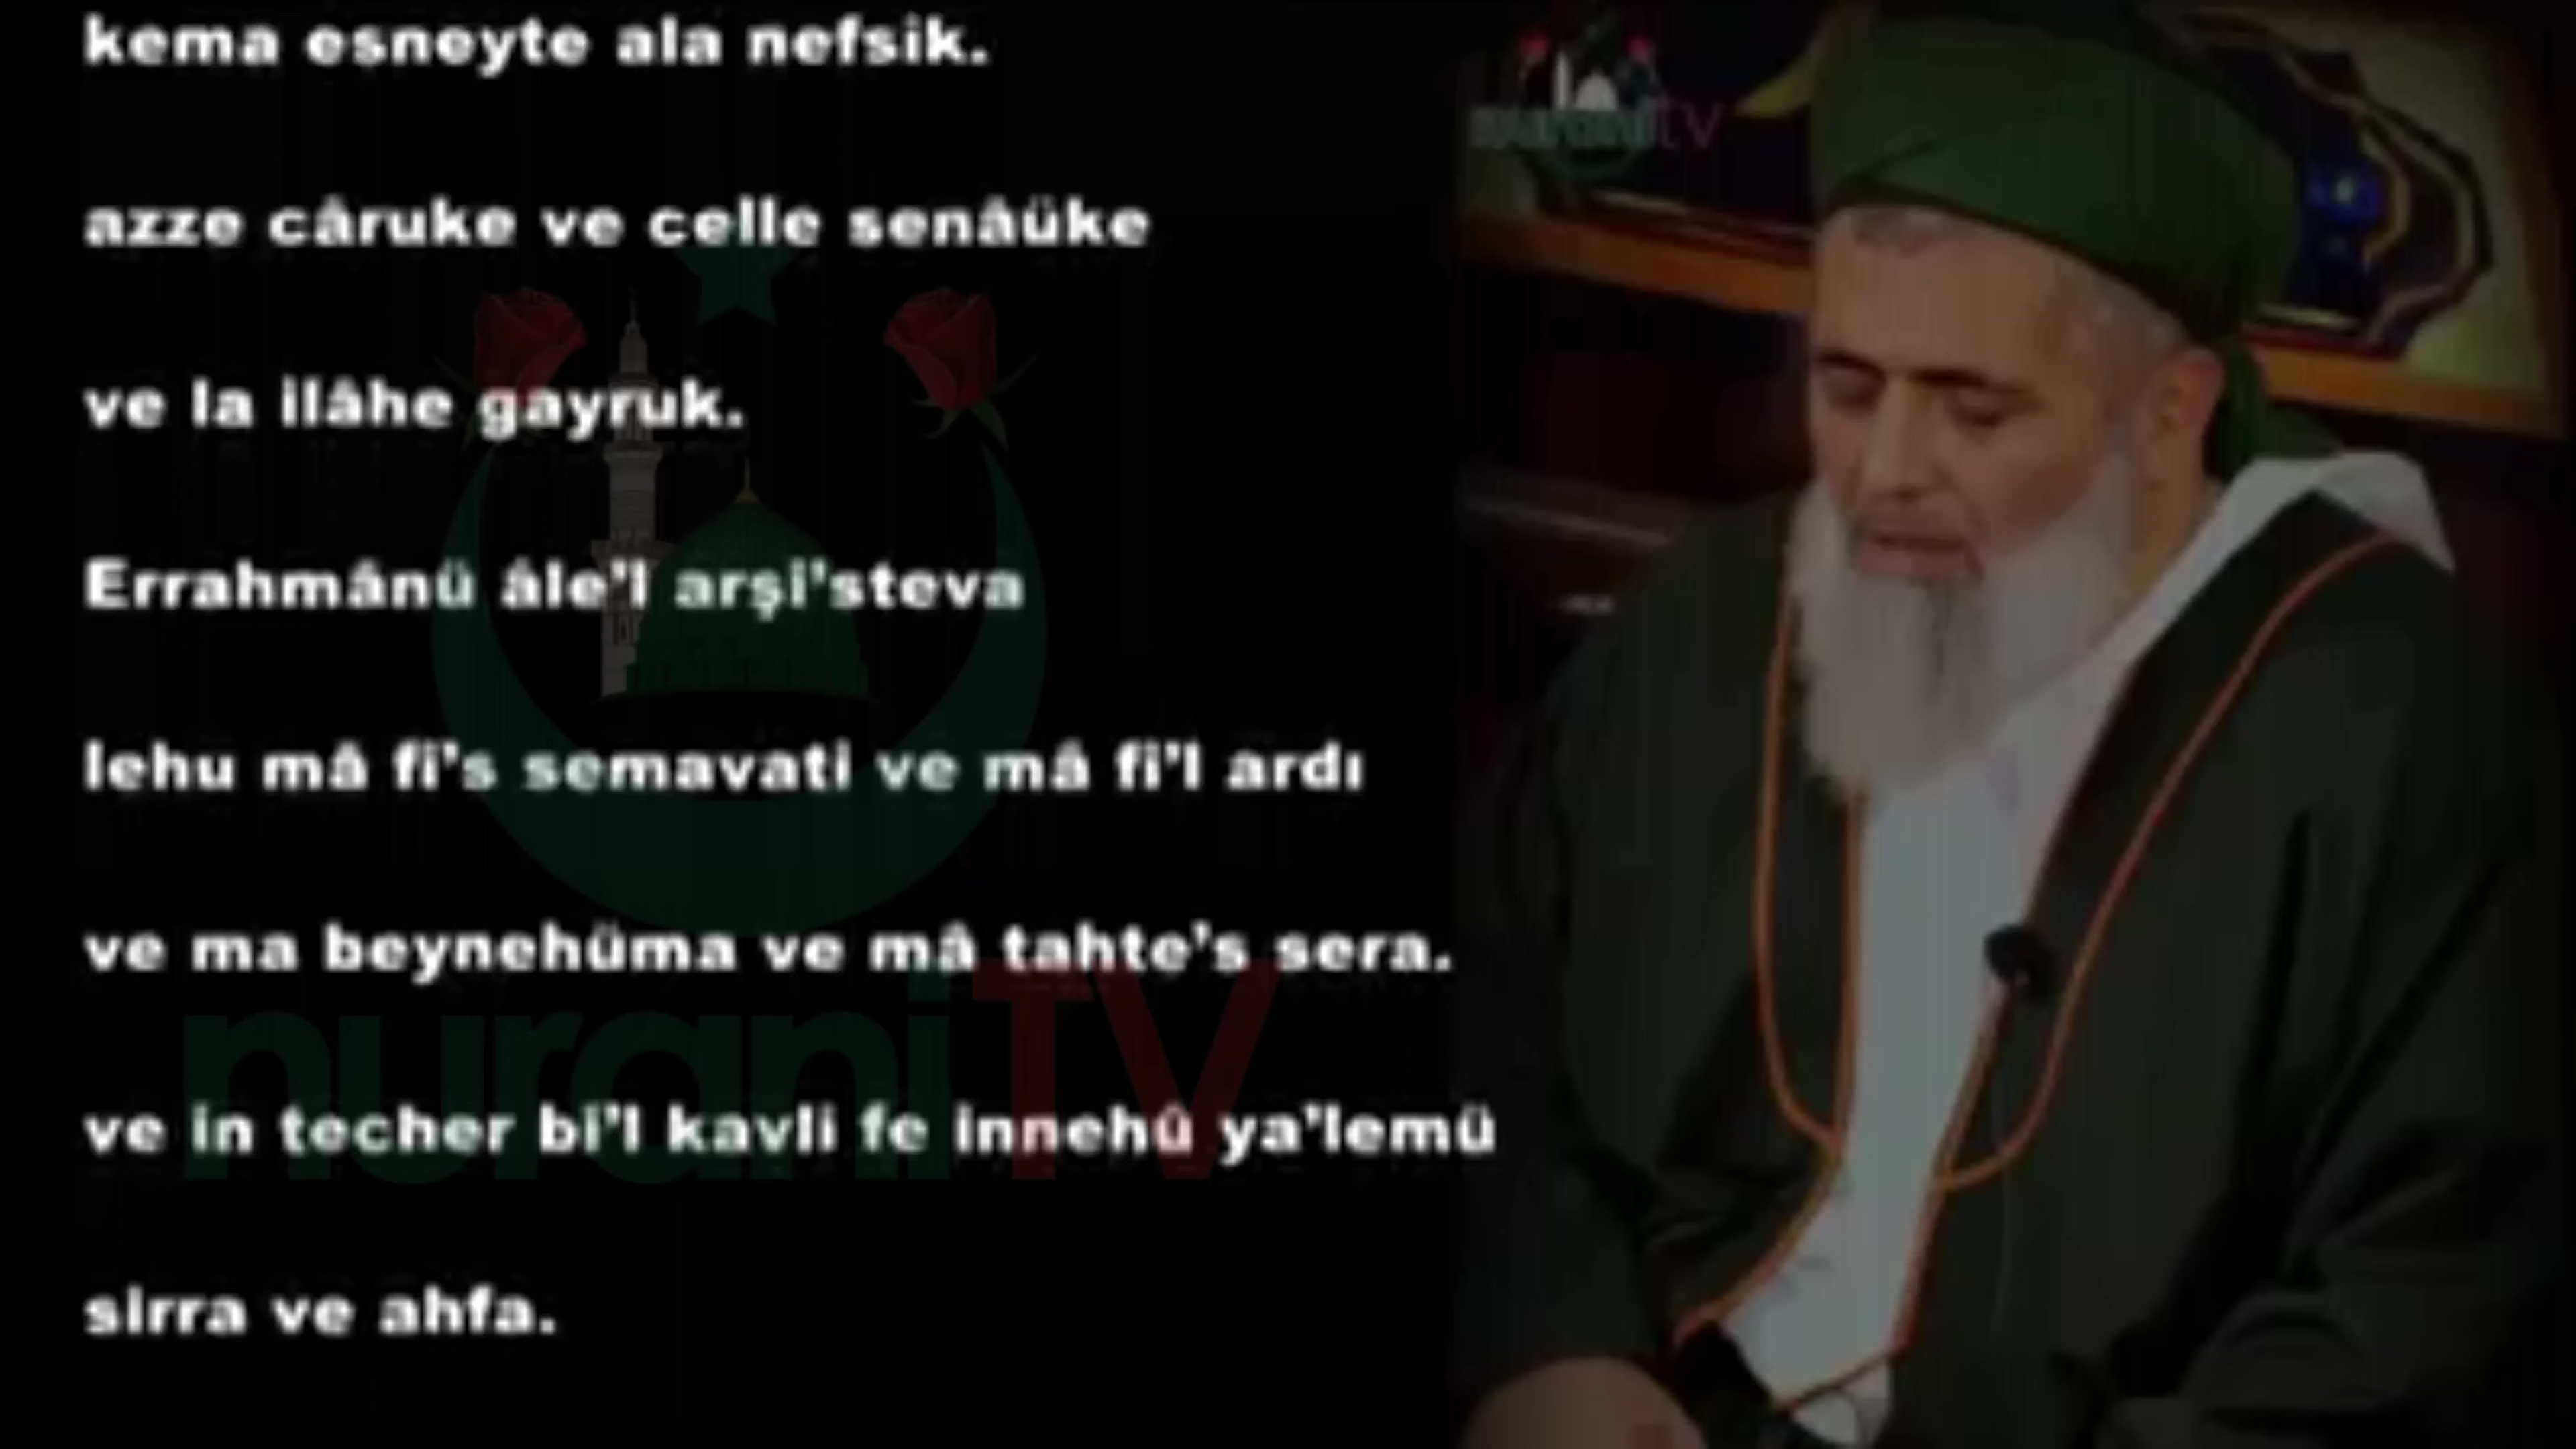 kema esneyte ala nefsik.
azze câruke ve celle senâüke
ve la ilâhe gayruk.
Errahmânü âle'l arşi'steva
lehu mâ fi's semavati ve mâ fi'l ardı
ve ma beynehüma ve mâ tahte's sera.
ve in techer bi'l kavli fe innehû ya'lemü
sirra ve ahfa.
nuraniTV
nuranitv